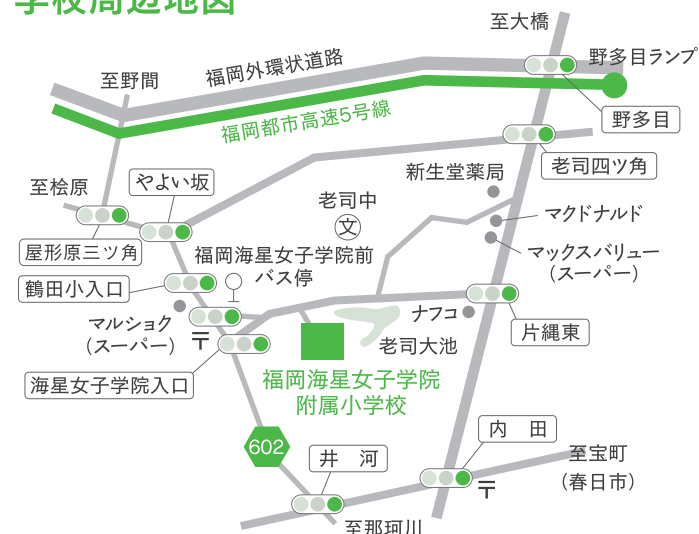 学校周辺地図
至大橋
野多目ランプ
福岡外環状道路
至野間
福岡都市高速5号線
野多目
老司四ツ角
新生堂薬局
至桧原
やよい坂
老司中
文
マクドナルド
屋形原三ツ角
福岡海星女子学院前
バス停
マックスバリュー
(スーパー)
鶴田小入口
マルショク
(スーパー)
〒
ナフコ
片縄東
老司大池
海星女子学院入口
福岡海星女子学院
附属小学校
602
井　河
内　田
至宝町
(春日市)
〒
至那珂川